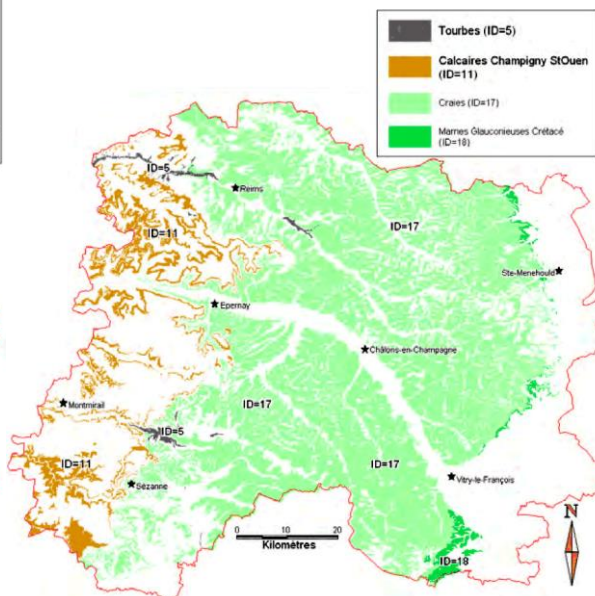 Tourbes (ID=5)
Calcaires Champigny StOuen
(ID=11)
Craies (ID=17)
Marnes Glauconieuses Crétacé
(ID=18)
ID=5
Reims
ID=11
ID=17
Ste-Menehould
Epernay
Châlons-en-Champagne
Montmirail
ID=17
ID=5
ID=11
ID=17
Sézanne
Vitry-le-François
0 10 20
Kilomètres
N
ID=18